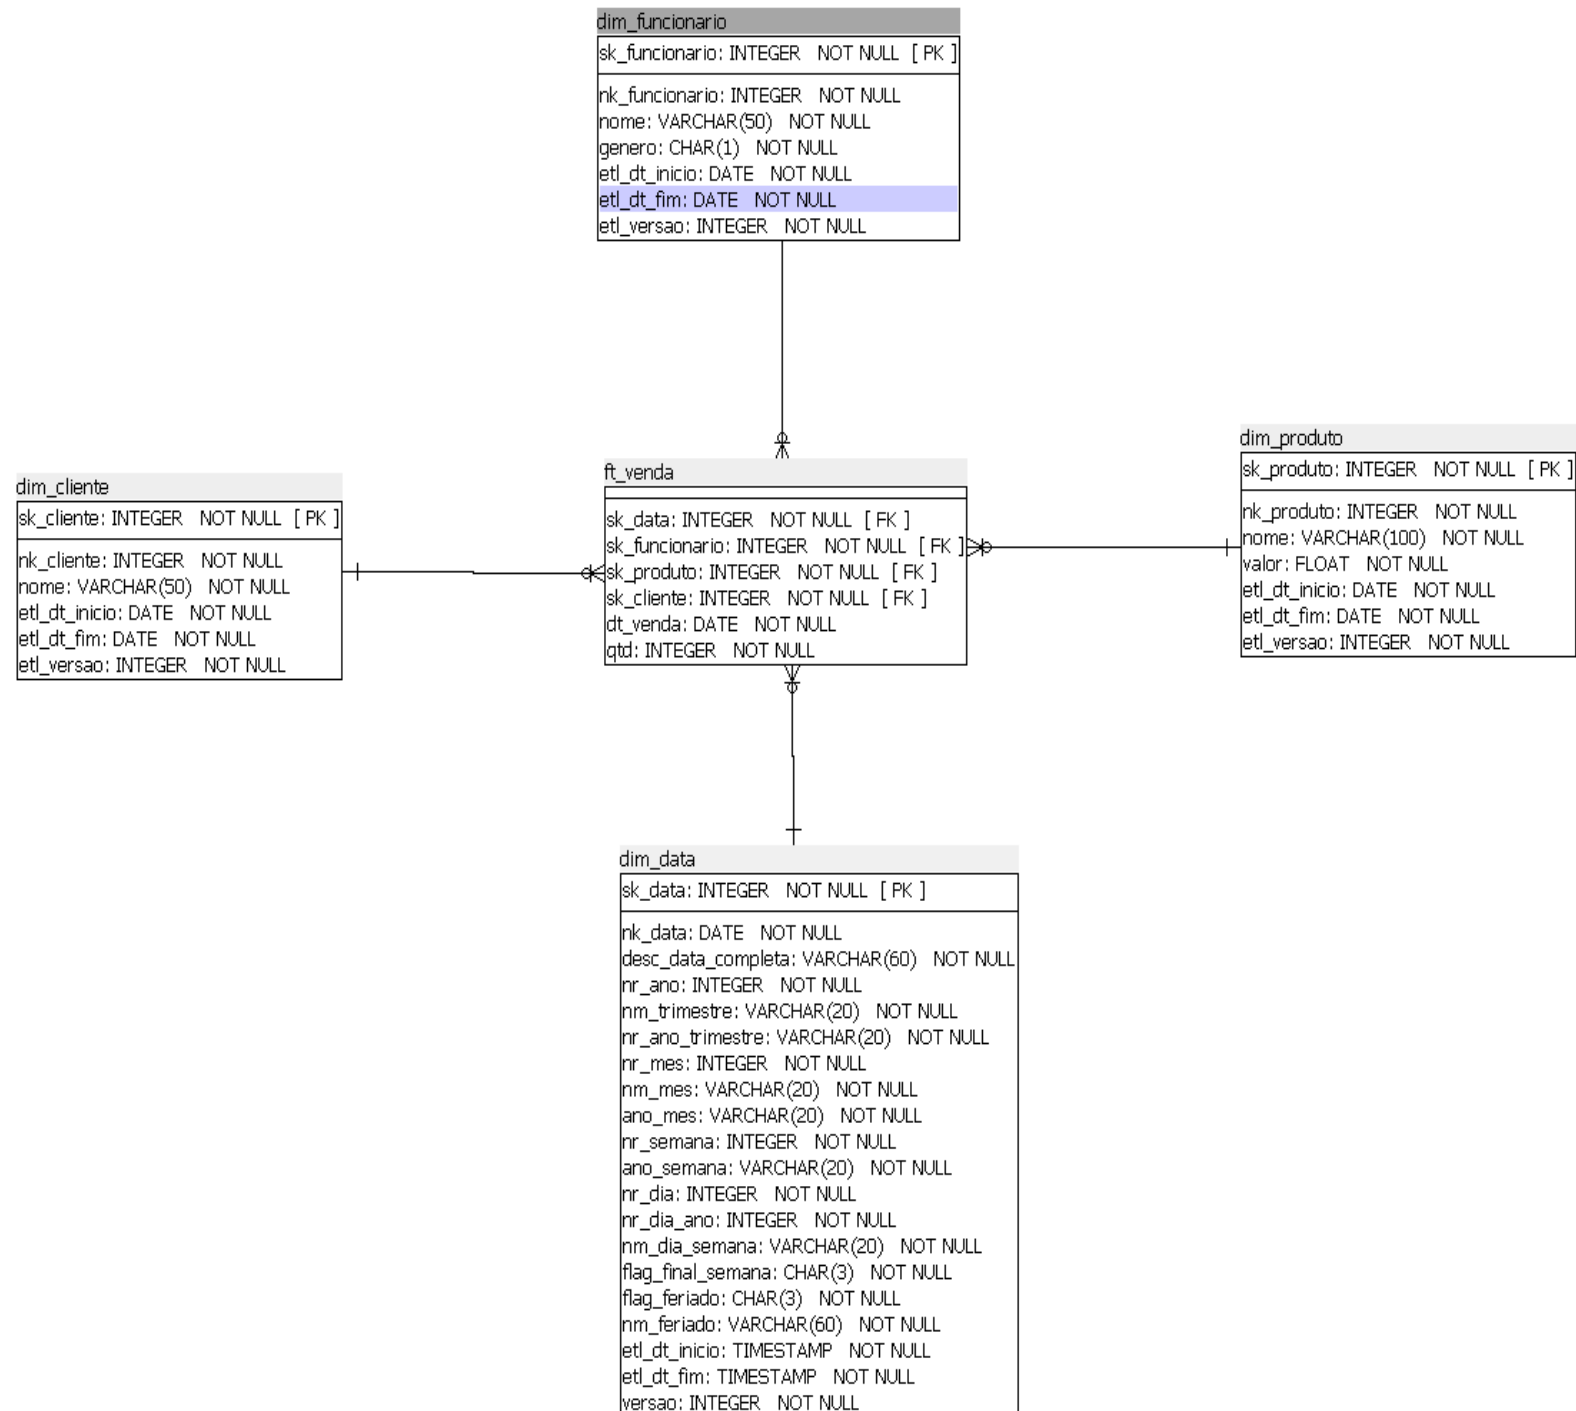 dim_funcionario
sk_funcionario: INTEGER NOT NULL [ PK ]
nk_funcionario: INTEGER NOT NULL
nome: VARCHAR(50) NOT NULL
genero: CHAR(1) NOT NULL
etl_dt_inicio: DATE NOT NULL
etl_dt_fim: DATE NOT NULL
etl_versao: INTEGER NOT NULL
dim_cliente
sk_cliente: INTEGER NOT NULL [ PK ]
nk_cliente: INTEGER NOT NULL
nome: VARCHAR(50) NOT NULL
etl_dt_inicio: DATE NOT NULL
etl_dt_fim: DATE NOT NULL
etl_versao: INTEGER NOT NULL
ft_venda
sk_data: INTEGER NOT NULL [ FK ]
sk_funcionario: INTEGER NOT NULL [ FK ]
sk_produto: INTEGER NOT NULL [ FK ]
sk_cliente: INTEGER NOT NULL [ FK ]
dt_venda: DATE NOT NULL
qtd: INTEGER NOT NULL
dim_produto
sk_produto: INTEGER NOT NULL [ PK ]
nk_produto: INTEGER NOT NULL
nome: VARCHAR(100) NOT NULL
valor: FLOAT NOT NULL
etl_dt_inicio: DATE NOT NULL
etl_dt_fim: DATE NOT NULL
etl_versao: INTEGER NOT NULL
dim_data
sk_data: INTEGER NOT NULL [ PK ]
nk_data: DATE NOT NULL
desc_data_completa: VARCHAR(60) NOT NULL
nr_ano: INTEGER NOT NULL
nm_trimestre: VARCHAR(20) NOT NULL
nr_ano_trimestre: VARCHAR(20) NOT NULL
nr_mes: INTEGER NOT NULL
nm_mes: VARCHAR(20) NOT NULL
ano_mes: VARCHAR(20) NOT NULL
nr_semana: INTEGER NOT NULL
ano_semana: VARCHAR(20) NOT NULL
nr_dia: INTEGER NOT NULL
nr_dia_ano: INTEGER NOT NULL
nm_dia_semana: VARCHAR(20) NOT NULL
flag_final_semana: CHAR(3) NOT NULL
flag_feriado: CHAR(3) NOT NULL
nm_feriado: VARCHAR(60) NOT NULL
etl_dt_inicio: TIMESTAMP NOT NULL
etl_dt_fim: TIMESTAMP NOT NULL
versao: INTEGER NOT NULL